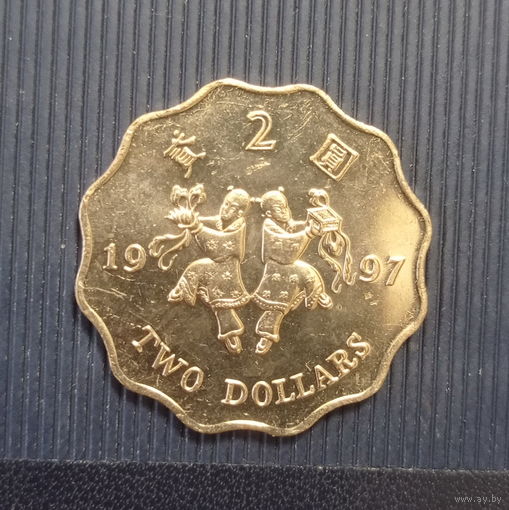 2
貳 圓
19 97
TWO DOLLARS
www.ay.by